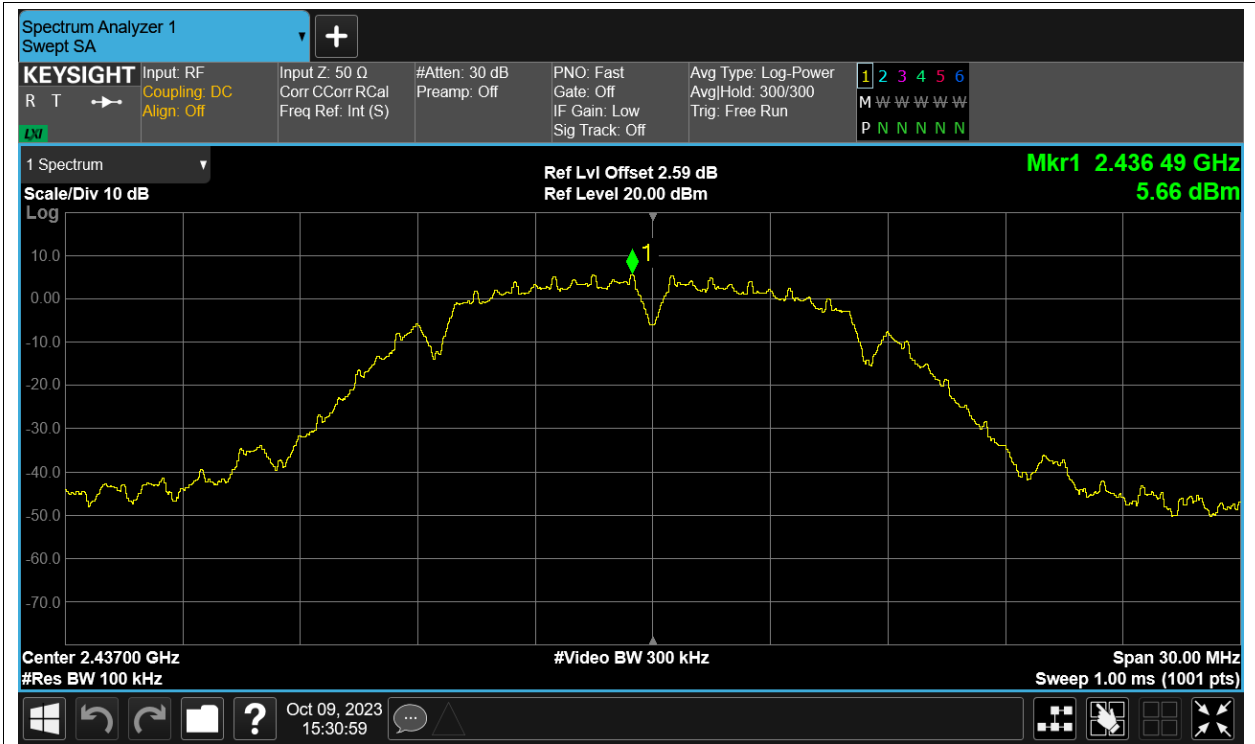 Spectrum Analyzer 1
Swept SA
KEYSIGHT
R T
LXI
Input: RF
Coupling: DC
Align: Off
Input Z: 50 Ω
Corr CCorr RCal
Freq Ref: Int (S)
#Atten: 30 dB
Preamp: Off
PNO: Fast
Gate: Off
IF Gain: Low
Sig Track: Off
Avg Type: Log-Power
Avg|Hold: 300/300
Trig: Free Run
1 2 3 4 5 6
M W W W W W
P N N N N N
1 Spectrum
Scale/Div 10 dB
Log
Ref Lvl Offset 2.59 dB
Ref Level 20.00 dBm
Mkr1 2.436 49 GHz
5.66 dBm
1
10.0
0.00
-10.0
-20.0
-30.0
-40.0
-50.0
-60.0
-70.0
Center 2.43700 GHz
#Res BW 100 kHz
#Video BW 300 kHz
Span 30.00 MHz
Sweep 1.00 ms (1001 pts)
?
Oct 09, 2023
15:30:59